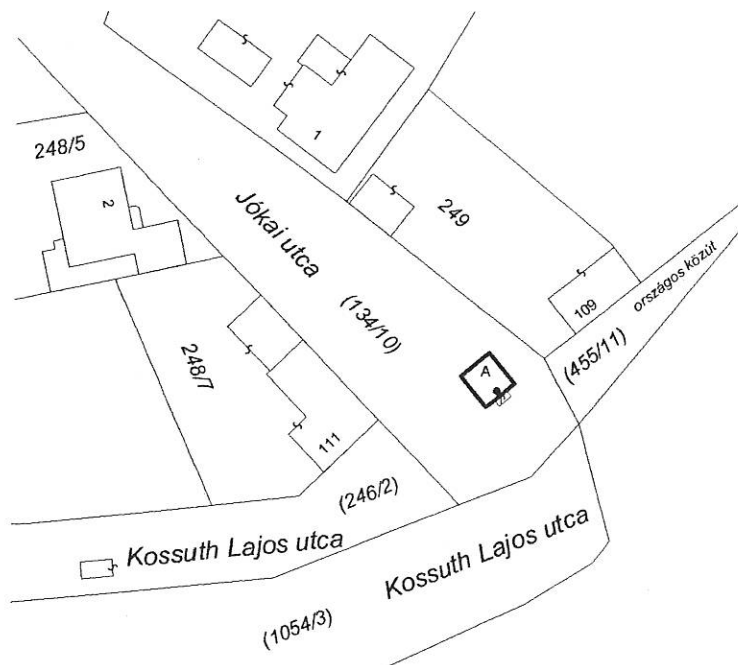 248/5
2
1
Jókai utca
249
(134/10)
248/7
országos közút
109
(455/11)
A
111
(246/2)
Kossuth Lajos utca
Kossuth Lajos utca
(1054/3)